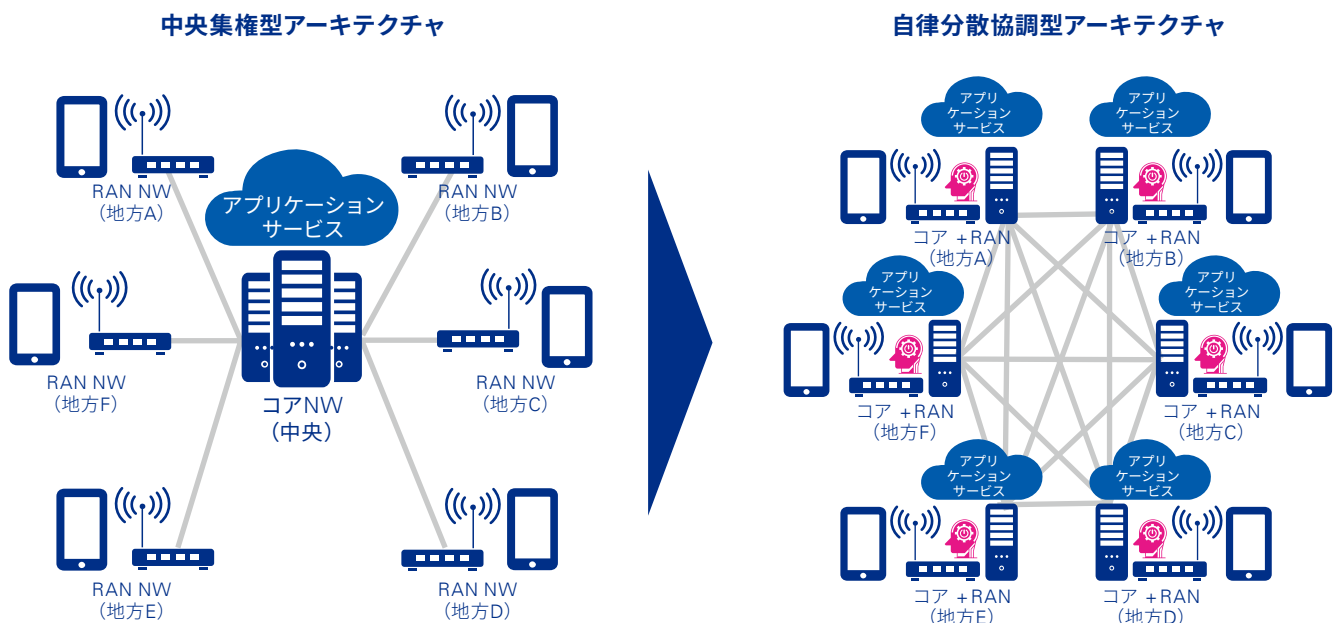 中央集権型アーキテクチャ
RAN NW
（地方A）
RAN NW
（地方B）
アプリケーション
サービス
RAN NW
（地方F）
RAN NW
（地方C）
コアNW
（中央）
RAN NW
（地方E）
RAN NW
（地方D）
自律分散協調型アーキテクチャ
アプリ
ケーション
サービス
コア +RAN
（地方A）
アプリ
ケーション
サービス
コア +RAN
（地方B）
アプリ
ケーション
サービス
コア +RAN
（地方F）
アプリ
ケーション
サービス
コア +RAN
（地方C）
アプリ
ケーション
サービス
コア +RAN
（地方E）
アプリ
ケーション
サービス
コア +RAN
（地方D）